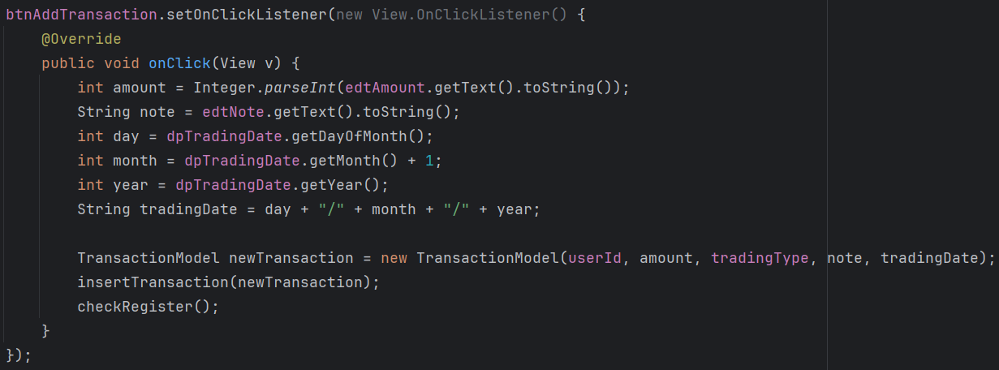 btnAddTransaction.setOnClickListener(new View.OnClickListener() {
@Override
public void onClick(View v) {
int amount = Integer.parseInt(edtAmount.getText().toString());
String note = edtNote.getText().toString();
int day = dpTradingDate.getDayOfMonth();
int month = dpTradingDate.getMonth() + 1;
int year = dpTradingDate.getYear();
String tradingDate = day + "/" + month + "/" + year;
TransactionModel newTransaction = new TransactionModel(userId, amount, tradingType, note, tradingDate);
insertTransaction(newTransaction);
checkRegister();
}
});